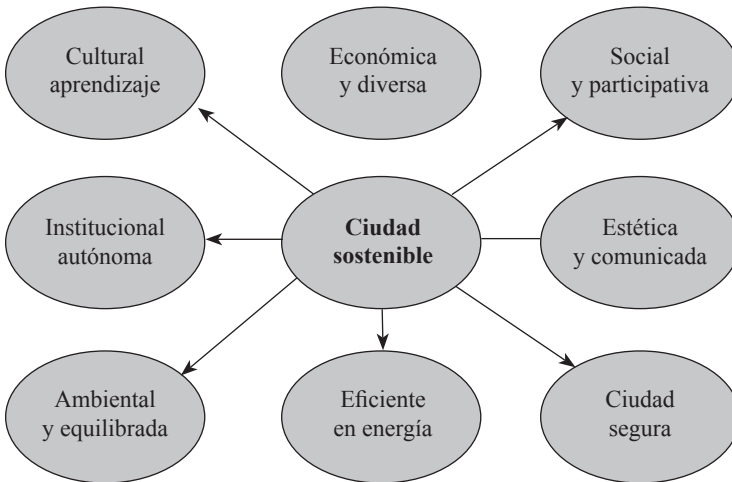 Cultural
aprendizaje
Económica
y diversa
Social
y participativa
Institucional
autónoma
Ciudad
sostenible
Estética
y comunicada
Ambiental
y equilibrada
Eficiente
en energía
Ciudad
segura